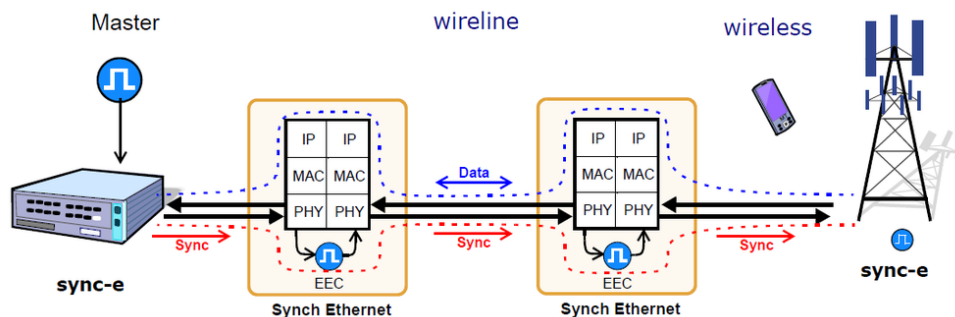 Master
wireline
wireless
IP IP
MAC MAC
PHY PHY
EEC
Synch Ethernet
IP IP
MAC MAC
PHY PHY
EEC
Synch Ethernet
Data
Sync
Sync
Sync
sync-e
sync-e